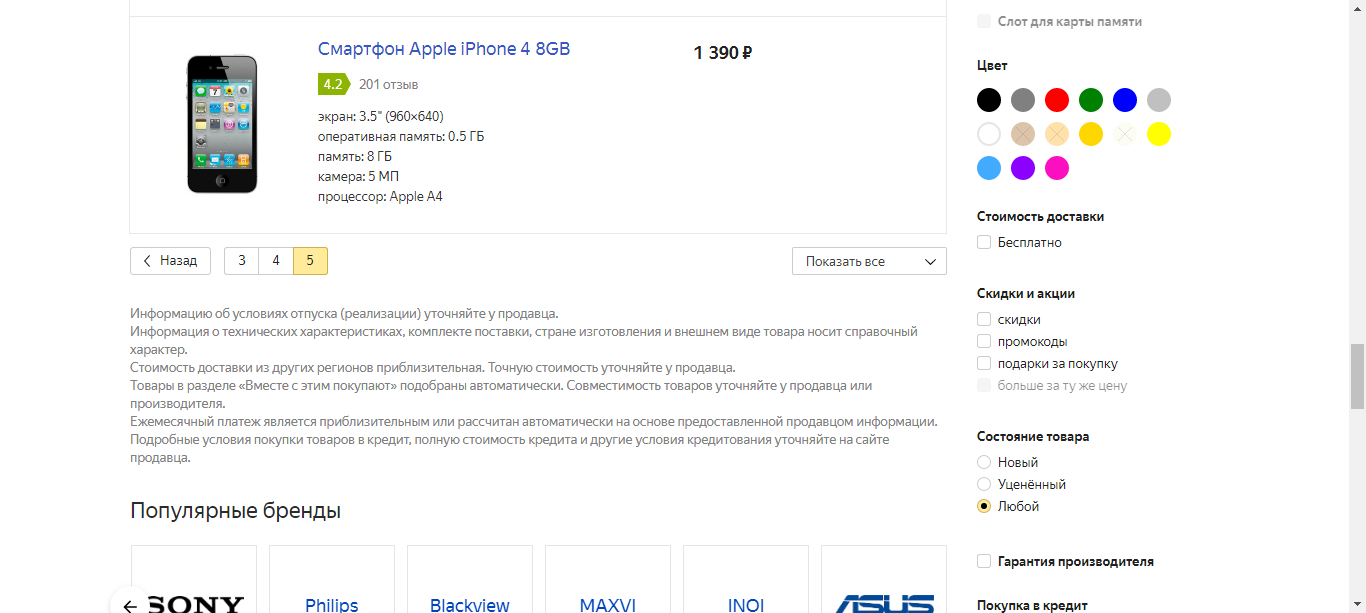 Смартфон Apple iPhone 4 8GB
1 390 ₽
4.2 201 отзыв
экран: 3.5" (960×640)
оперативная память: 0.5 ГБ
память: 8 ГБ
камера: 5 МП
процессор: Apple A4
Назад 3 4 5
Показать все
Информацию об условиях отпуска (реализации) уточняйте у продавца.
Информация о технических характеристиках, комплекте поставки, стране изготовления и внешнем виде товара носит справочный
характер.
Стоимость доставки из других регионов приблизительная. Точную стоимость уточняйте у продавца.
Товары в разделе «Вместе с этим покупают» подобраны автоматически. Совместимость товаров уточняйте у продавца или
производителя.
Ежемесячный платеж является приблизительным или рассчитан автоматически на основе предоставленной продавцом информации.
Подробные условия покупки товаров в кредит, полную стоимость кредита и другие условия кредитования уточняйте на сайте
продавца.
Популярные бренды
SONY
Philips
Blackview
MAXVI
INOI
ASUS
Слот для карты памяти
Цвет
Стоимость доставки
Бесплатно
Скидки и акции
скидки
промокоды
подарки за покупку
больше за ту же цену
Состояние товара
Новый
Уценённый
Любой
Гарантия производителя
Покупка в кредит